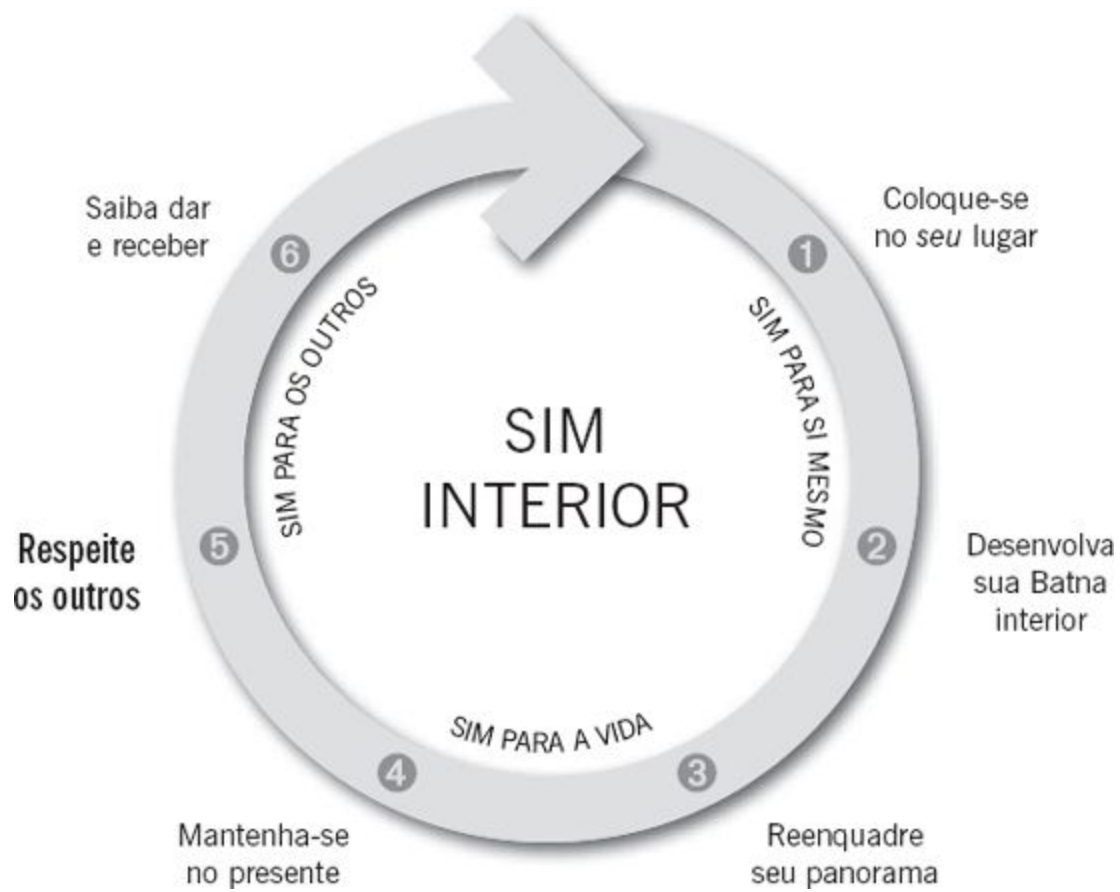 Saiba dar
e receber
6
Coloque-se
no seu lugar
1
SIM PARA OS OUTROS
SIM PARA SI MESMO
SIM
INTERIOR
Respeite
os outros
5
2
Desenvolva
sua Batna
interior
SIM PARA A VIDA
4
3
Mantenha-se
no presente
Reenquadre
seu panorama